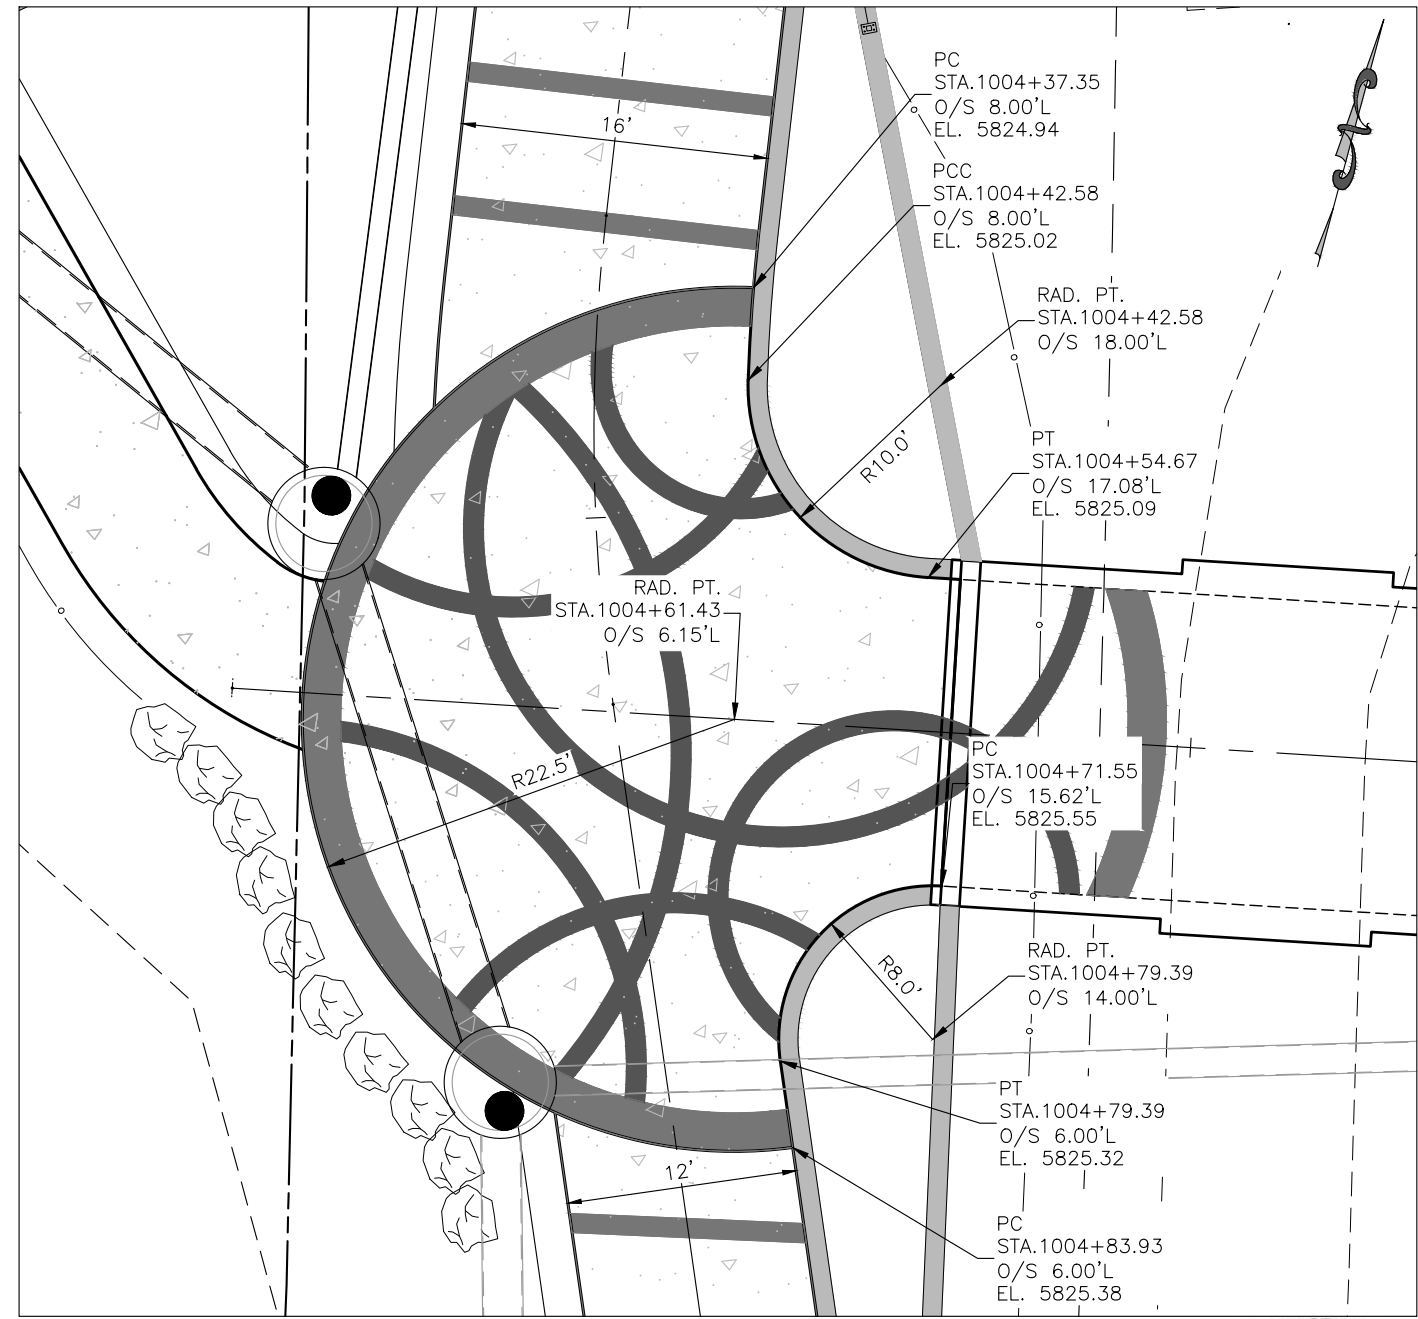 PC
STA.1004+37.35
O/S 8.00'L
EL. 5824.94
16'
PCC
STA.1004+42.58
O/S 8.00'L
EL. 5825.02
RAD. PT.
STA.1004+42.58
O/S 18.00'L
R10.0'
PT
STA.1004+54.67
O/S 17.08'L
EL. 5825.09
RAD. PT.
STA.1004+61.43
O/S 6.15'L
R22.5'
PC
STA.1004+71.55
O/S 15.62'L
EL. 5825.55
R8.0'
RAD. PT.
STA.1004+79.39
O/S 14.00'L
PT
STA.1004+79.39
O/S 6.00'L
EL. 5825.32
12'
PC
STA.1004+83.93
O/S 6.00'L
EL. 5825.38